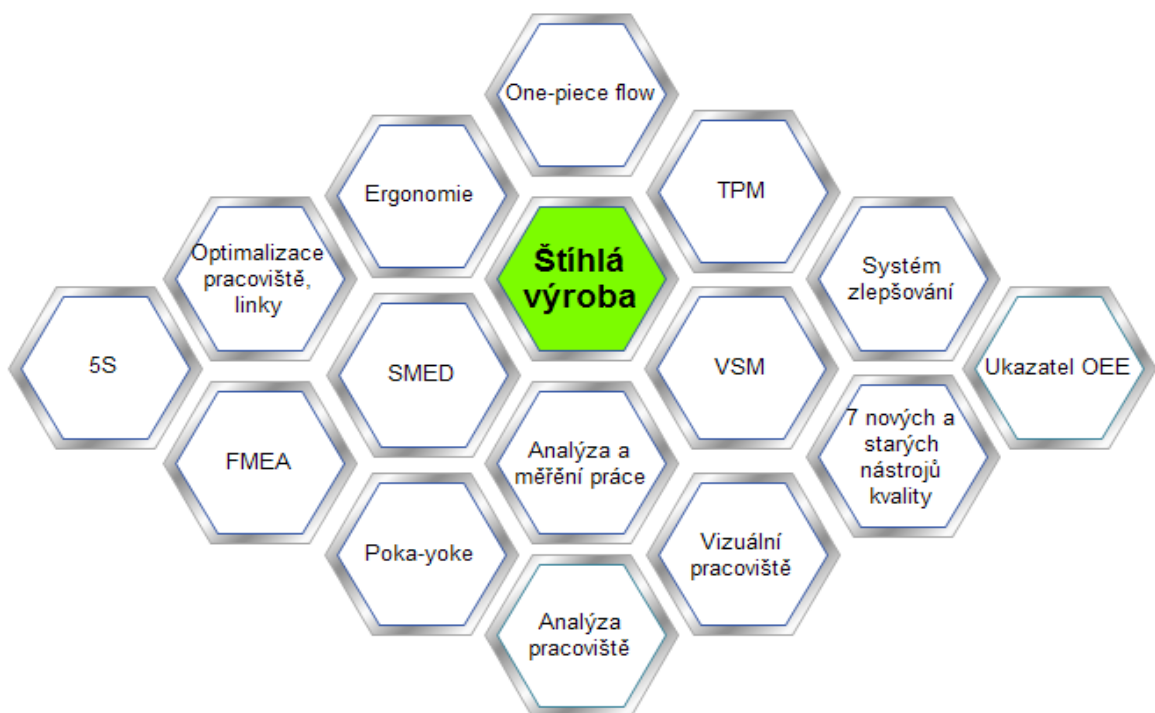 One-piece flow
Ergonomie
TPM
Optimalizace
pracoviště,
linky
Štíhlá
výroba
Systém
zlepšování
5S
SMED
VSM
Ukazatel OEE
FMEA
Analýza a
měřění práce
7 nových a
starých
nástrojů
kvality
Poka-yoke
Vizuální
pracoviště
Analýza
pracoviště